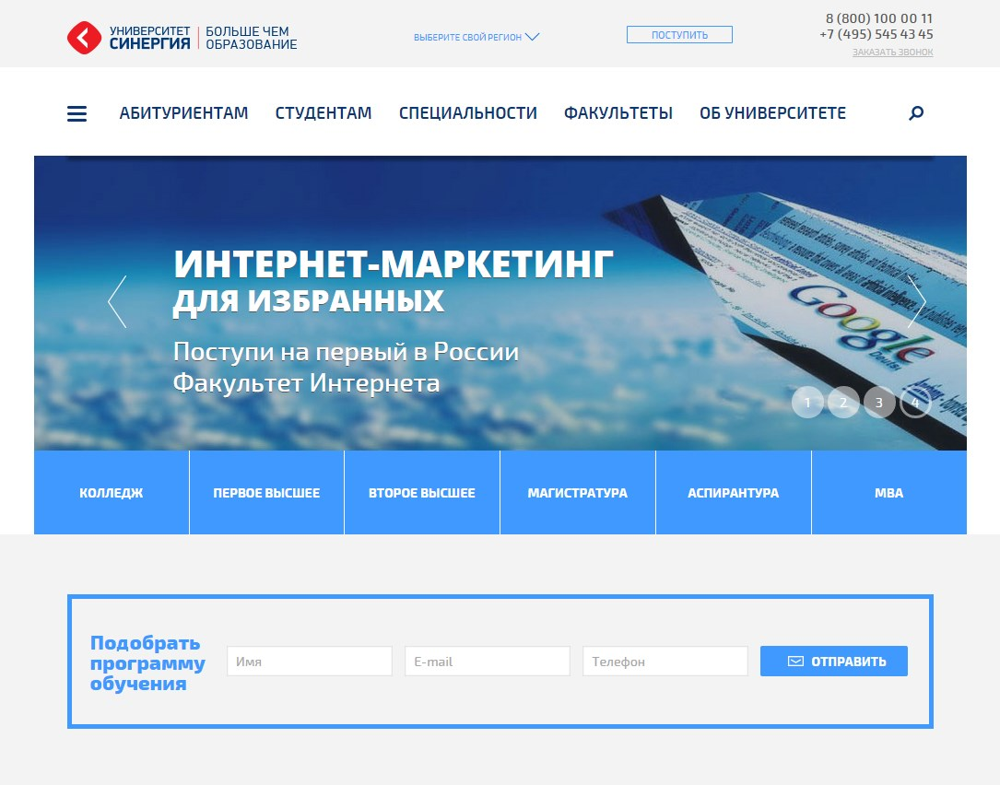 УНИВЕРСИТЕТ
СИНЕРГИЯ
БОЛЬШЕ ЧЕМ
ОБРАЗОВАНИЕ
ВЫБЕРИТЕ СВОЙ РЕГИОН
ПОСТУПИТЬ
8 (800) 100 00 11
+7 (495) 545 43 45
ЗАКАЗАТЬ ЗВОНОК
АБИТУРИЕНТАМ СТУДЕНТАМ СПЕЦИАЛЬНОСТИ ФАКУЛЬТЕТЫ ОБ УНИВЕРСИТЕТЕ
ИНТЕРНЕТ-МАРКЕТИНГ
ДЛЯ ИЗБРАННЫХ
Поступи на первый в России
Факультет Интернета
Google
1 2 3 4
КОЛЛЕДЖ ПЕРВОЕ ВЫСШЕЕ ВТОРОЕ ВЫСШЕЕ МАГИСТРАТУРА АСПИРАНТУРА MBA
Подобрать
программу
обучения
Имя E-mail Телефон ОТПРАВИТЬ